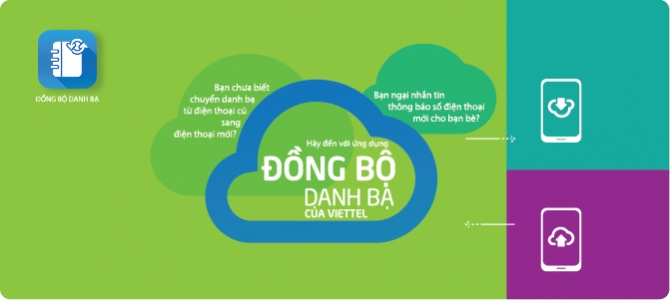 ĐỒNG BỘ DANH BẠ
Bạn chưa biết
chuyển danh bạ
từ điện thoại cũ
sang
điện thoại mới?
Bạn ngại nhắn tin
thông báo số điện thoại
mới cho bạn bè?
Hãy đến với ứng dụng
ĐỒNG BỘ
DANH BẠ
CỦA VIETTEL